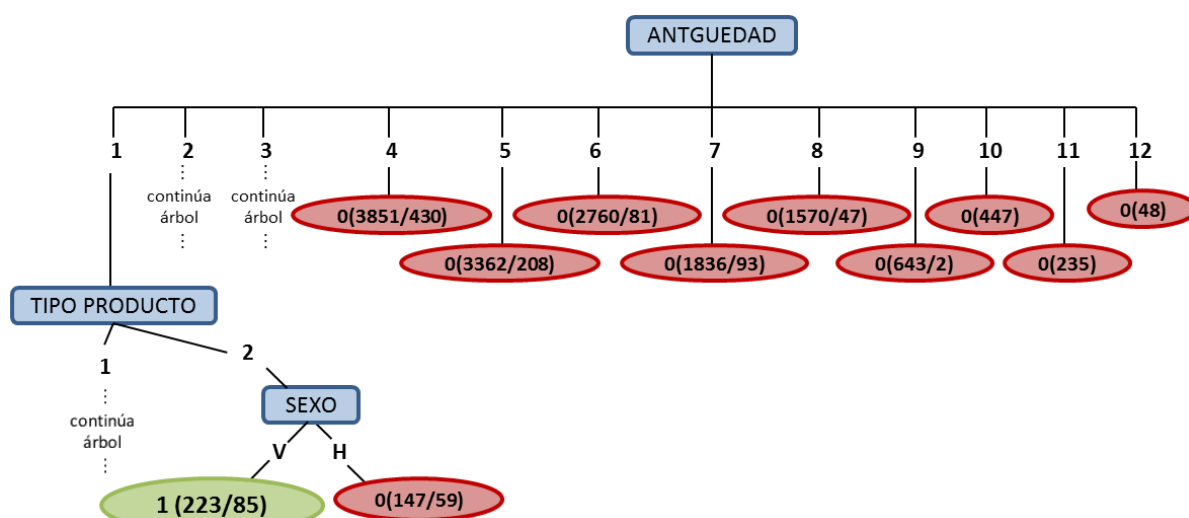 ANTGUEDAD
1 2 3 4 5 6 7 8 9 10 11 12
continúa
árbol
continúa
árbol
0(3851/430)
0(2760/81)
0(1570/47)
0(447)
0(48)
0(3362/208)
0(1836/93)
0(643/2)
0(235)
TIPO PRODUCTO
1
2
continúa
árbol
SEXO
V
H
1 (223/85)
0(147/59)